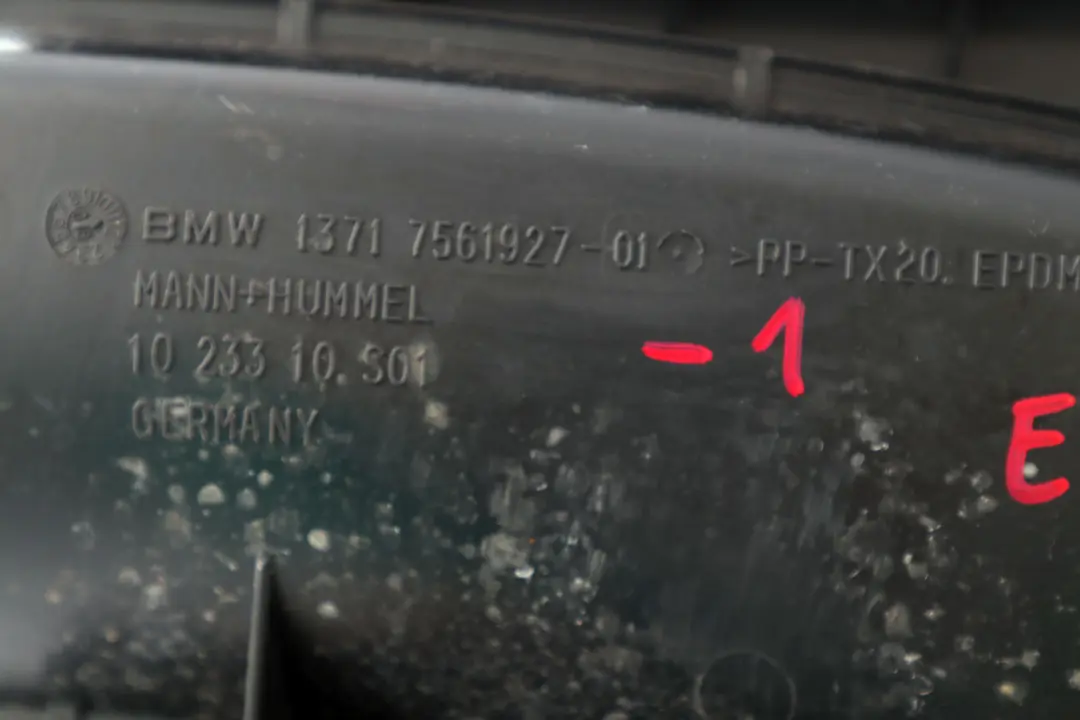 BMW 1371 7561927-01 >PP-TX20. EPDM
MANN+HUMMEL
10 233 10. S01
GERMANY
- 1
E